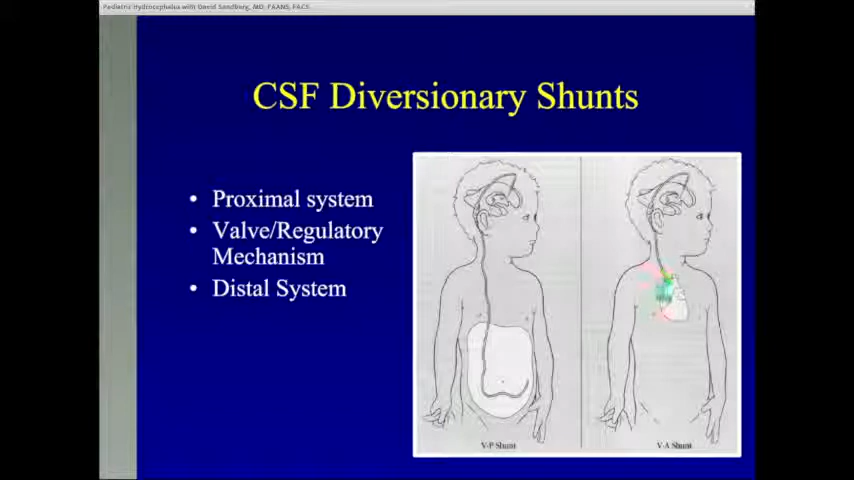 Pediatric Hydrocephalus with David Sandberg, MD, FAANS, FACS
CSF Diversionary Shunts
• Proximal system
• Valve/Regulatory
Mechanism
• Distal System
V-P Shunt
V-A Shunt